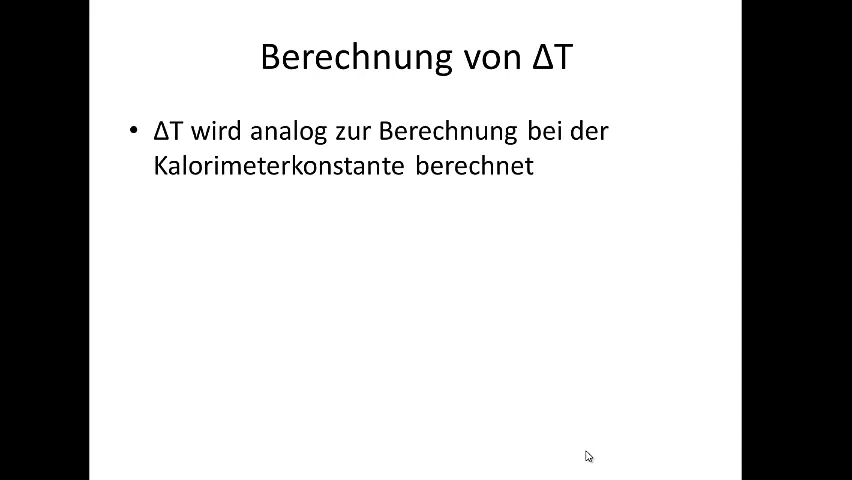 Berechnung von ΔT
• ΔT wird analog zur Berechnung bei der
Kalorimeterkonstante berechnet